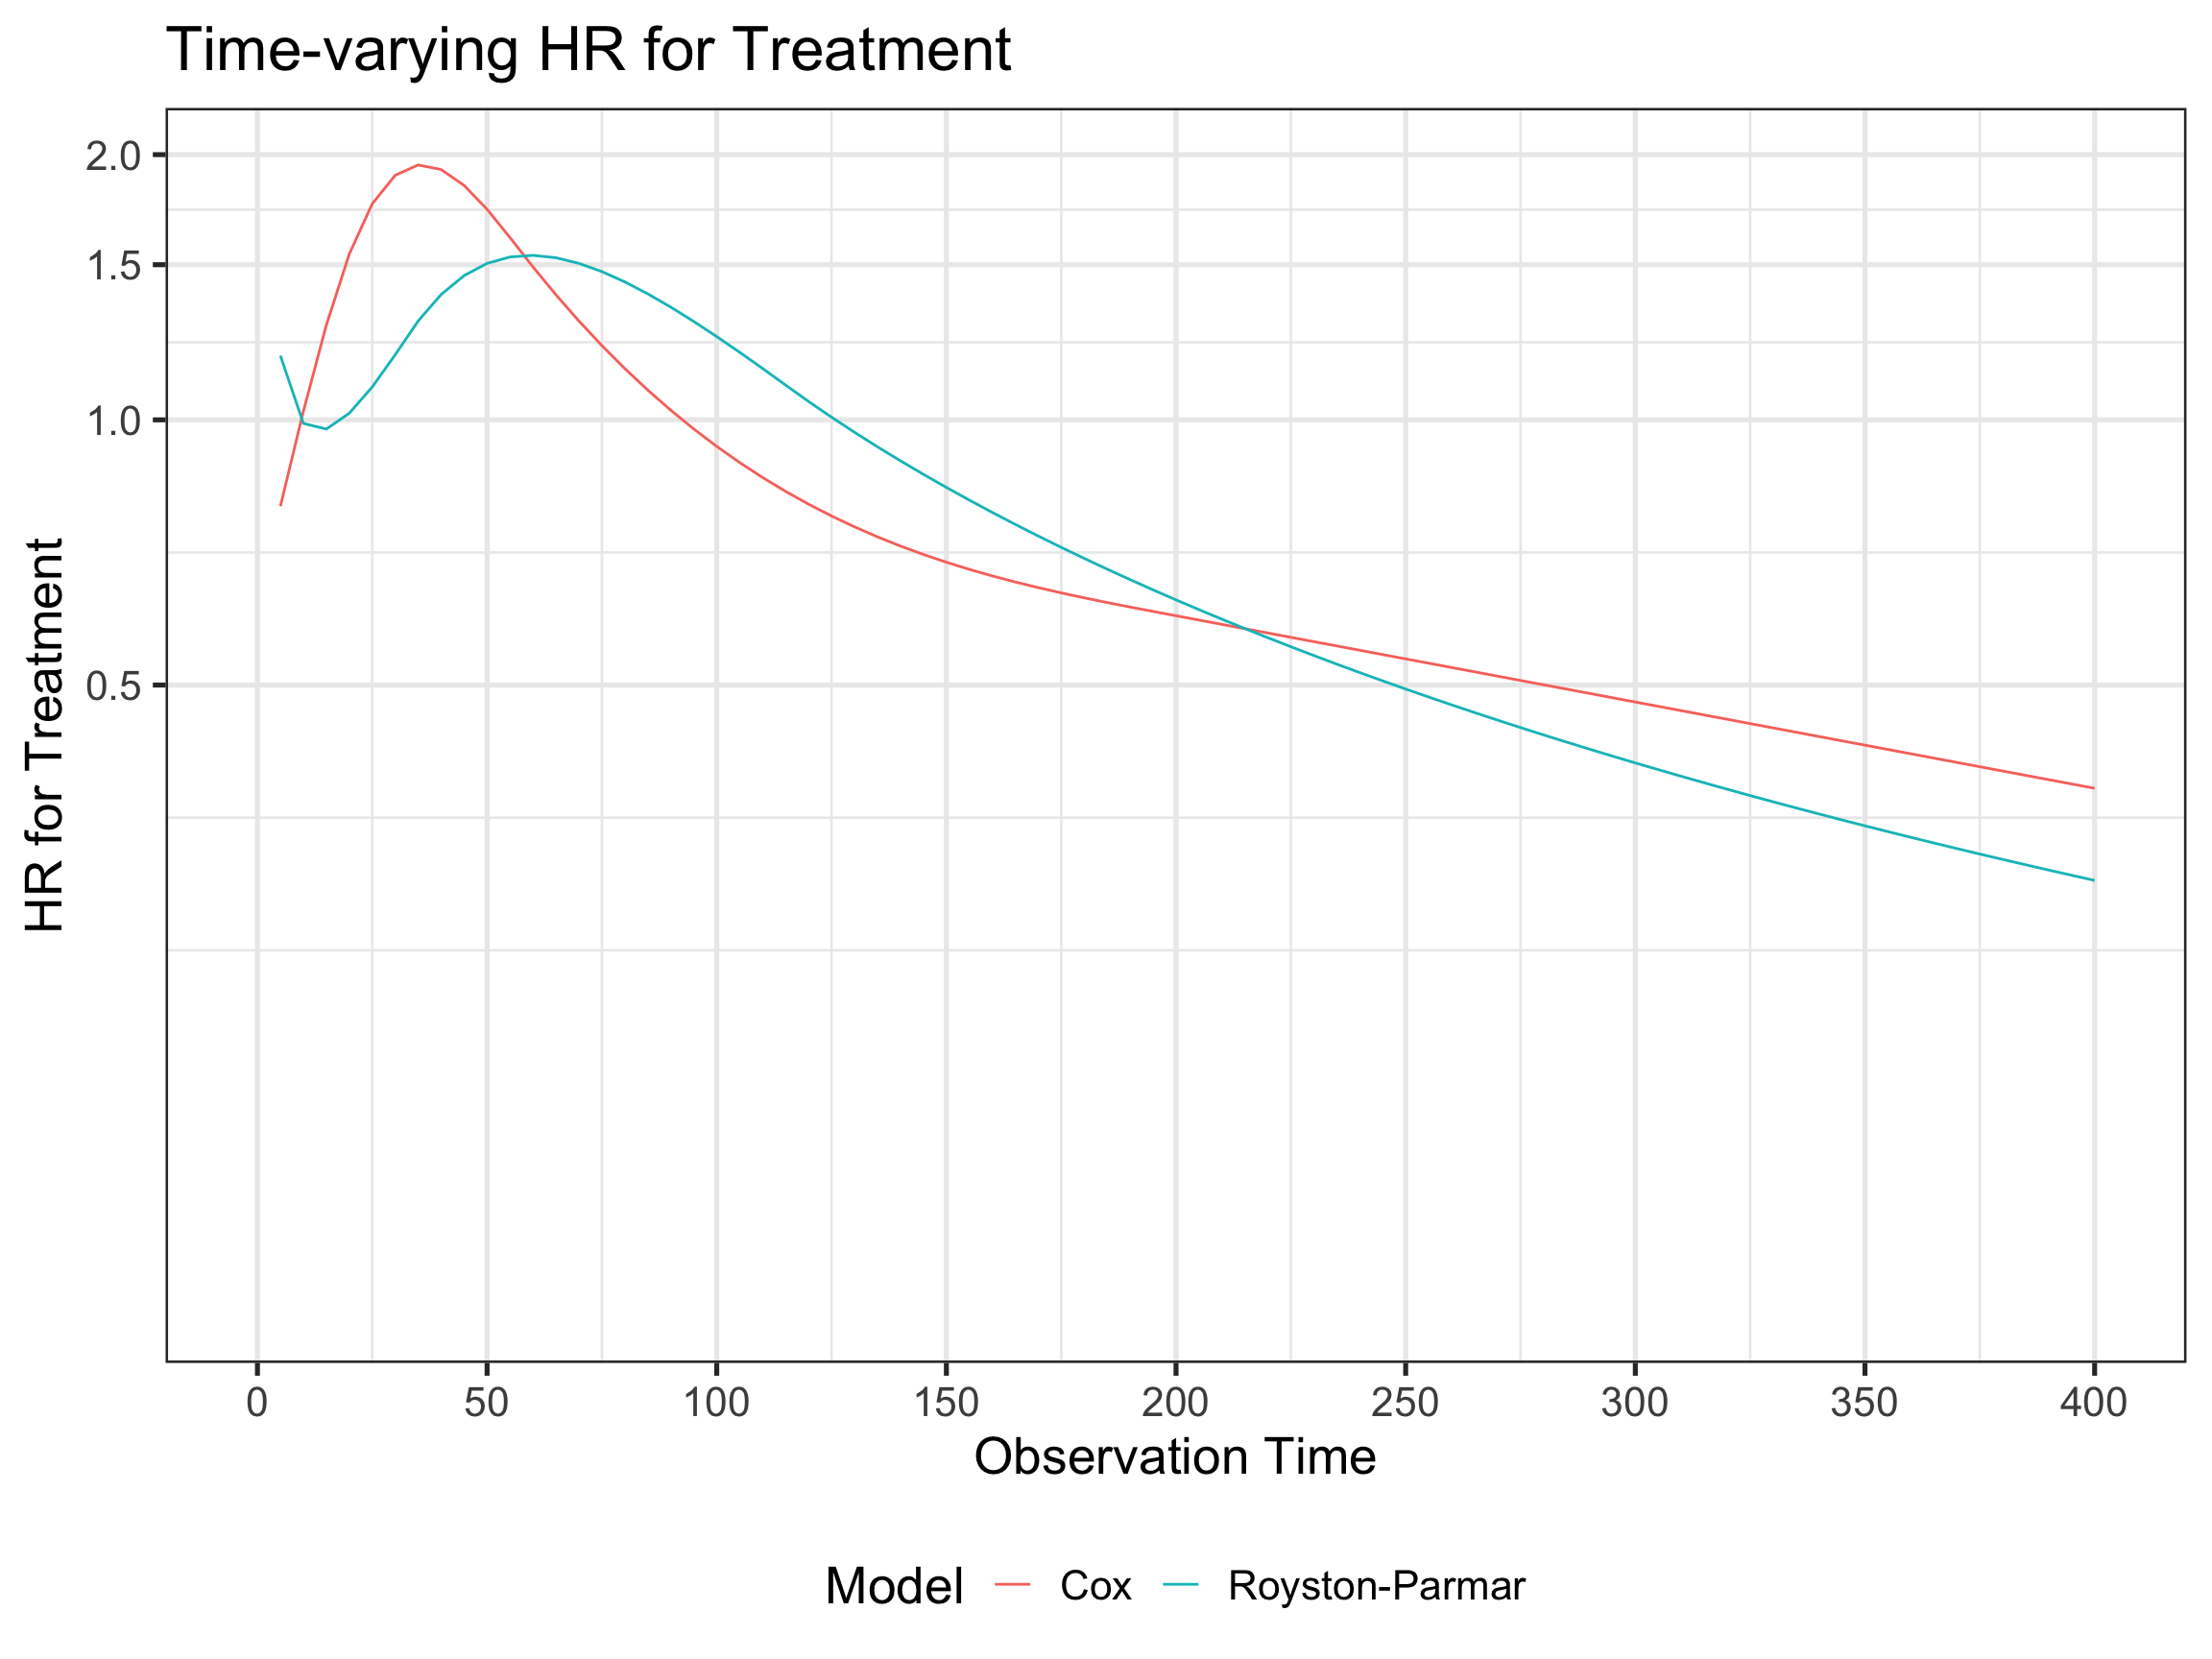 Time-varying HR for Treatment
2.0
1.5
1.0
0.5
HR for Treatment
0 50 100 150 200 250 300 350 400
Observation Time
Model Cox Royston-Parmar